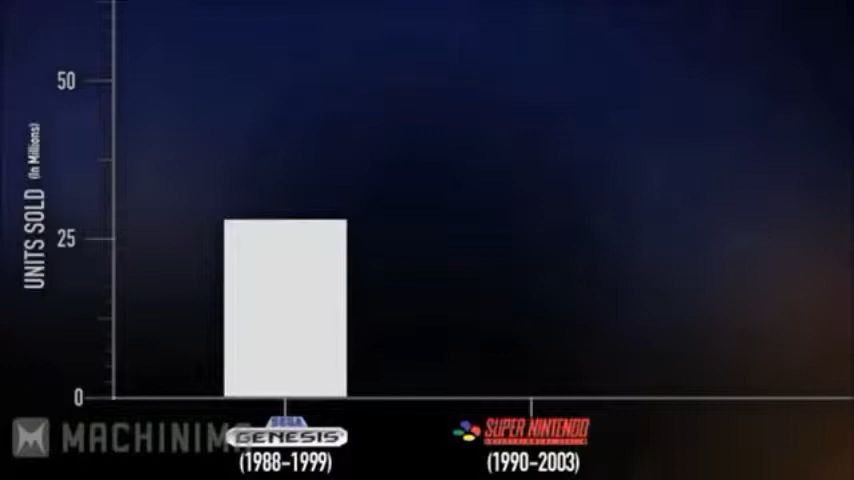 50
UNITS SOLD (In Millions)
25
0
MACHINIMA
SEGA
GENESIS
SUPER NINTENDO
(1988-1999)
(1990-2003)